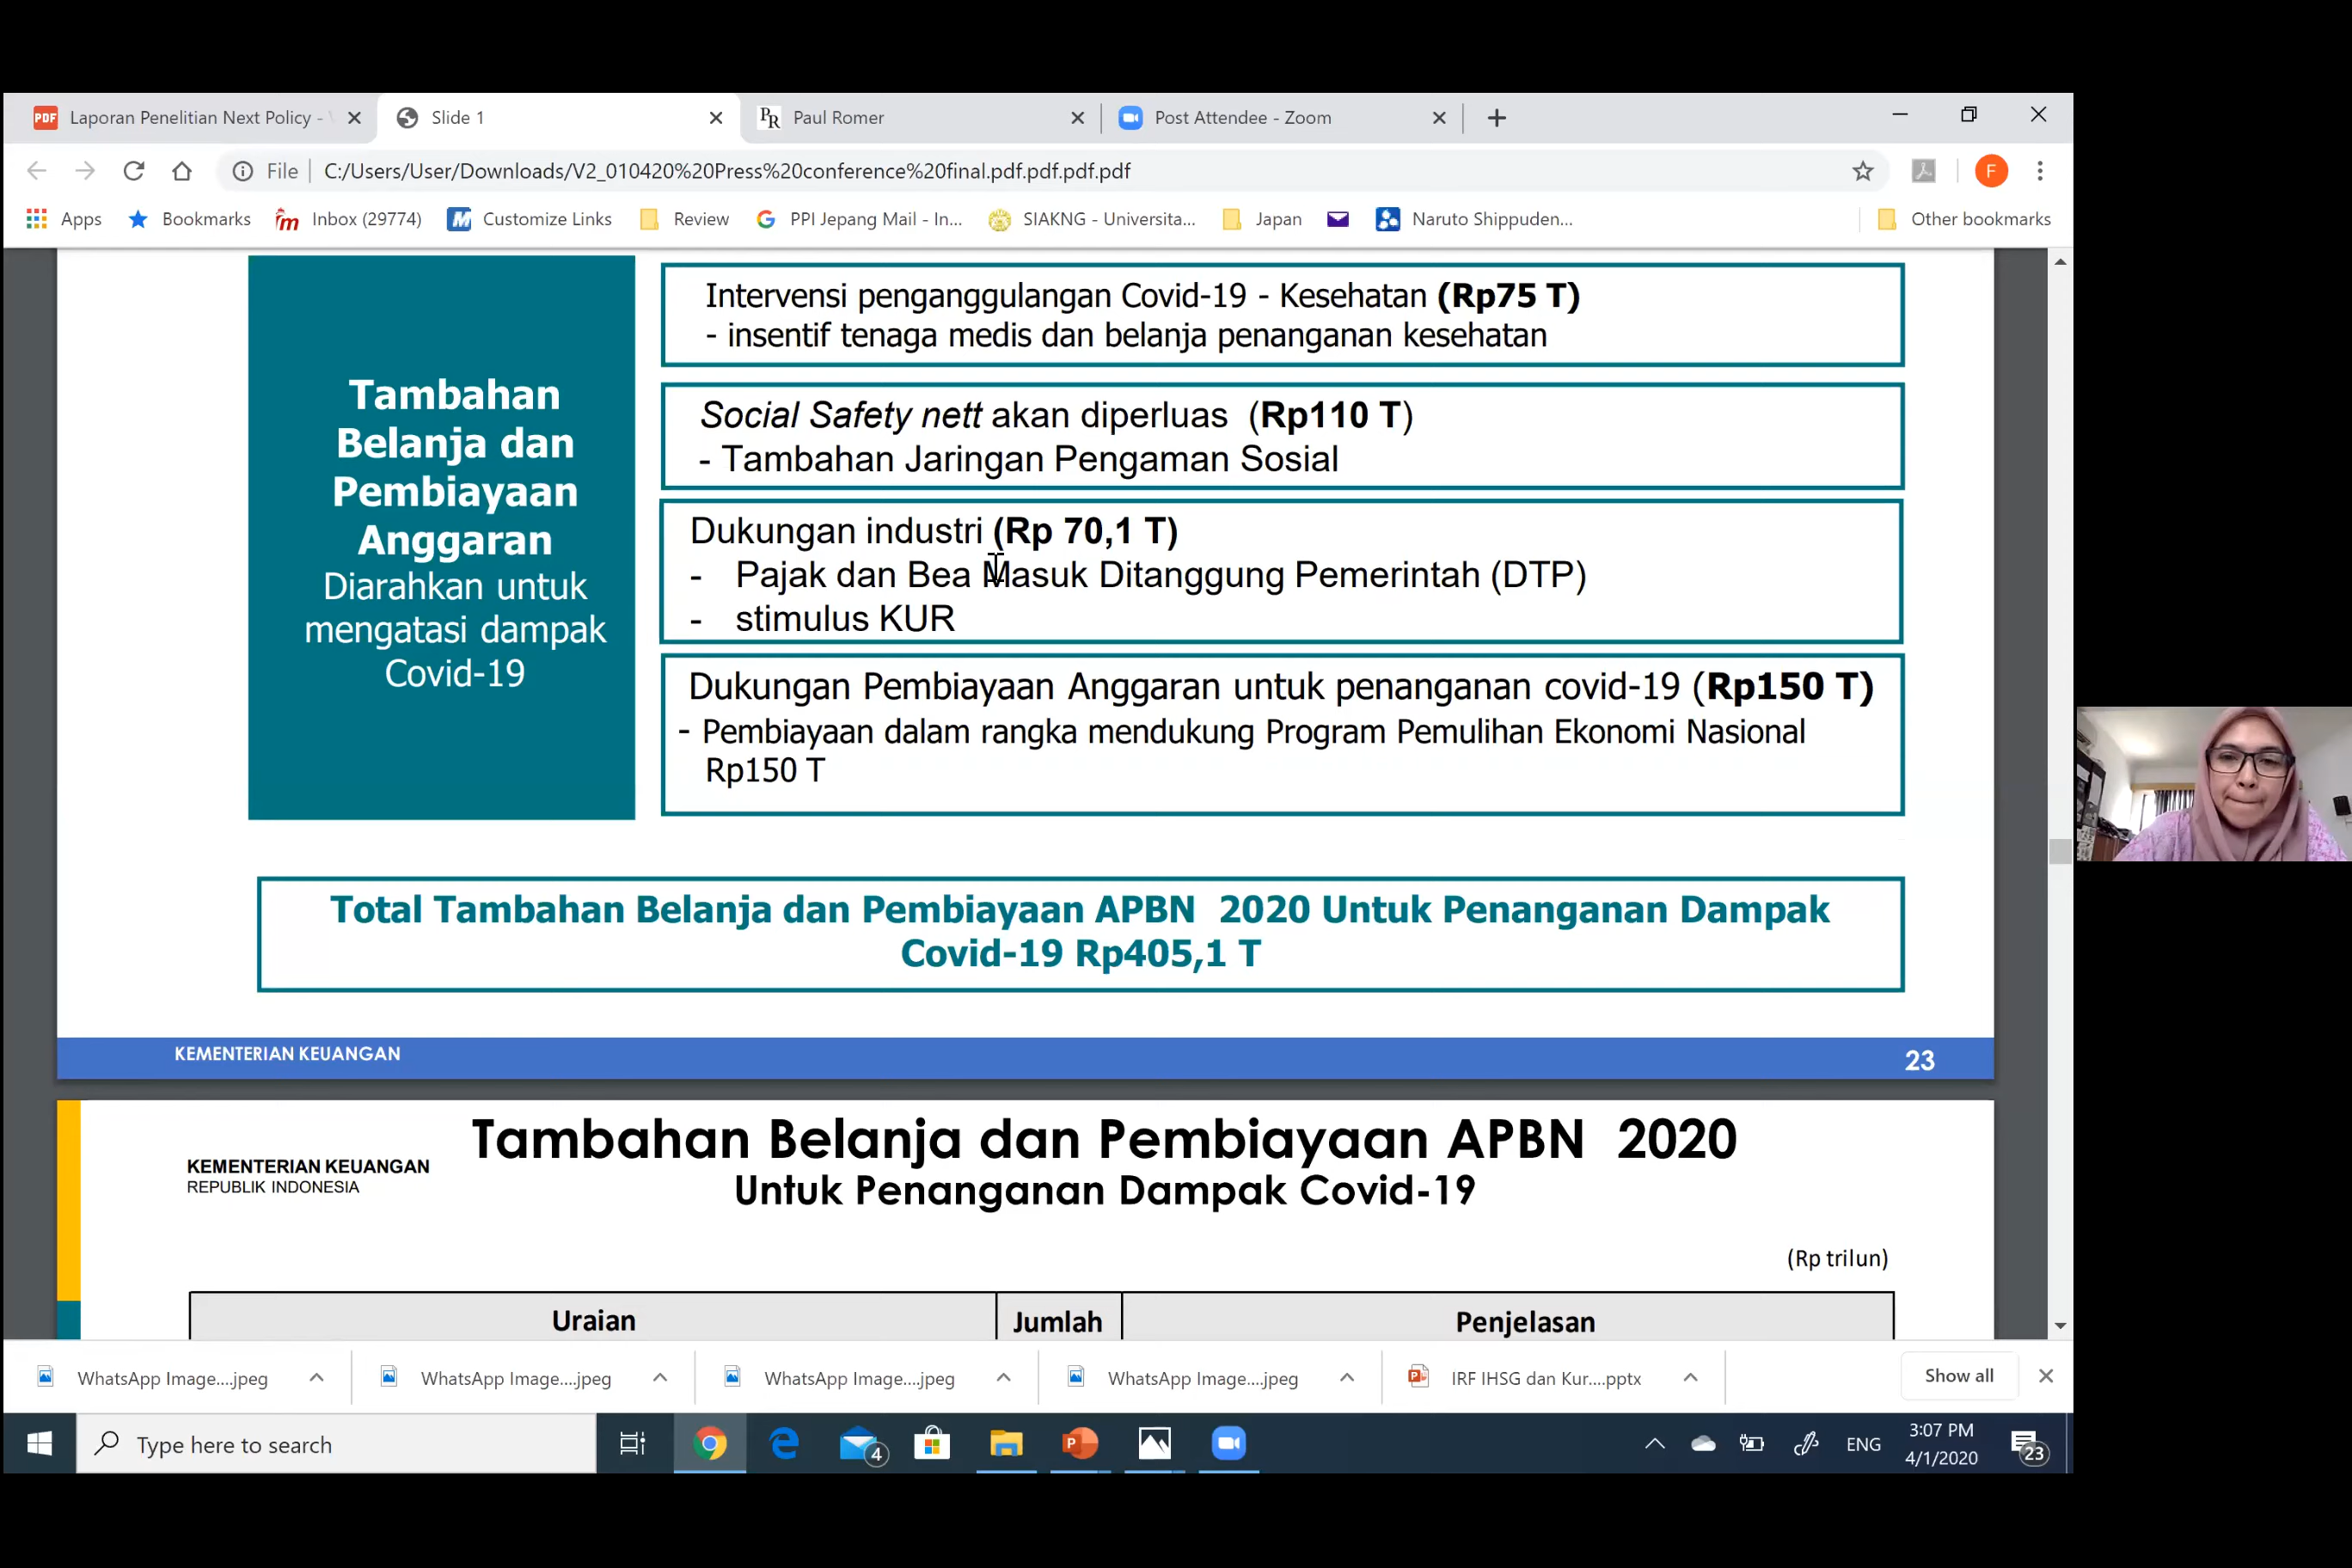 Laporan Penelitian Next Policy -
Slide 1
PR Paul Romer
Post Attendee - Zoom
File | C:/Users/User/Downloads/V2_010420%20Press%20conference%20final.pdf.pdf.pdf.pdf
F
Apps Bookmarks Inbox (29774) Customize Links Review PPI Jepang Mail - In... SIAKNG - Universita... Japan Naruto Shippuden... Other bookmarks
Tambahan
Belanja dan
Pembiayaan
Anggaran
Diarahkan untuk
mengatasi dampak
Covid-19
Intervensi penganggulangan Covid-19 - Kesehatan (Rp75 T)
- insentif tenaga medis dan belanja penanganan kesehatan
Social Safety nett akan diperluas (Rp110 T)
- Tambahan Jaringan Pengaman Sosial
Dukungan industri (Rp 70,1 T)
- Pajak dan Bea Masuk Ditanggung Pemerintah (DTP)
- stimulus KUR
Dukungan Pembiayaan Anggaran untuk penanganan covid-19 (Rp150 T)
- Pembiayaan dalam rangka mendukung Program Pemulihan Ekonomi Nasional
Rp150 T
Total Tambahan Belanja dan Pembiayaan APBN 2020 Untuk Penanganan Dampak
Covid-19 Rp405,1 T
KEMENTERIAN KEUANGAN 23
KEMENTERIAN KEUANGAN
REPUBLIK INDONESIA
Tambahan Belanja dan Pembiayaan APBN 2020
Untuk Penanganan Dampak Covid-19
(Rp trilun)
Uraian Jumlah Penjelasan
WhatsApp Image....jpeg WhatsApp Image....jpeg WhatsApp Image....jpeg WhatsApp Image....jpeg IRF IHSG dan Kur....pptx Show all
Type here to search
4
ENG
3:07 PM
4/1/2020
23